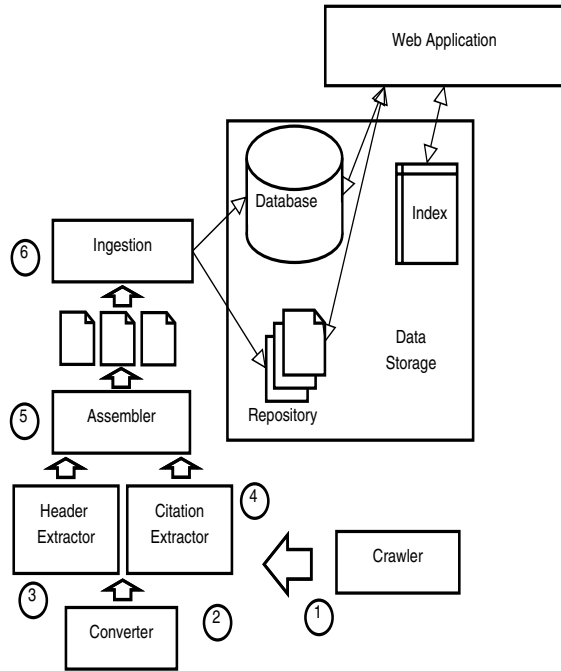 Web Application
Database
Index
Ingestion
6
Data
Storage
Repository
5
Assembler
4
Header
Extractor
Citation
Extractor
Crawler
3
2
1
Converter